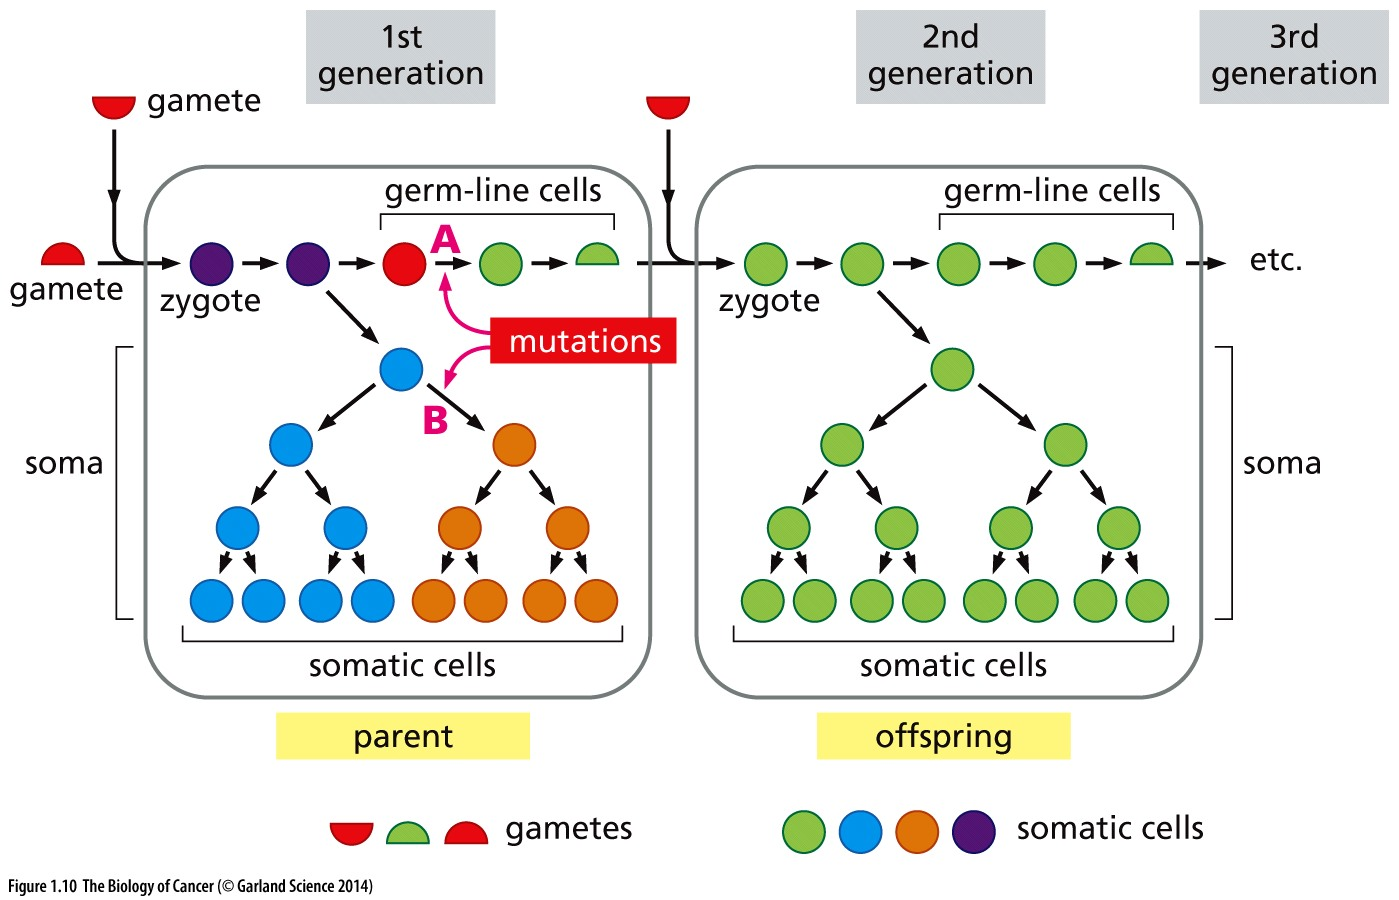 1st
generation
2nd
generation
3rd
generation
gamete
germ-line cells
germ-line cells
A
gamete
zygote
zygote
etc.
mutations
B
soma
soma
somatic cells
somatic cells
parent
offspring
gametes
somatic cells
Figure 1.10 The Biology of Cancer (© Garland Science 2014)